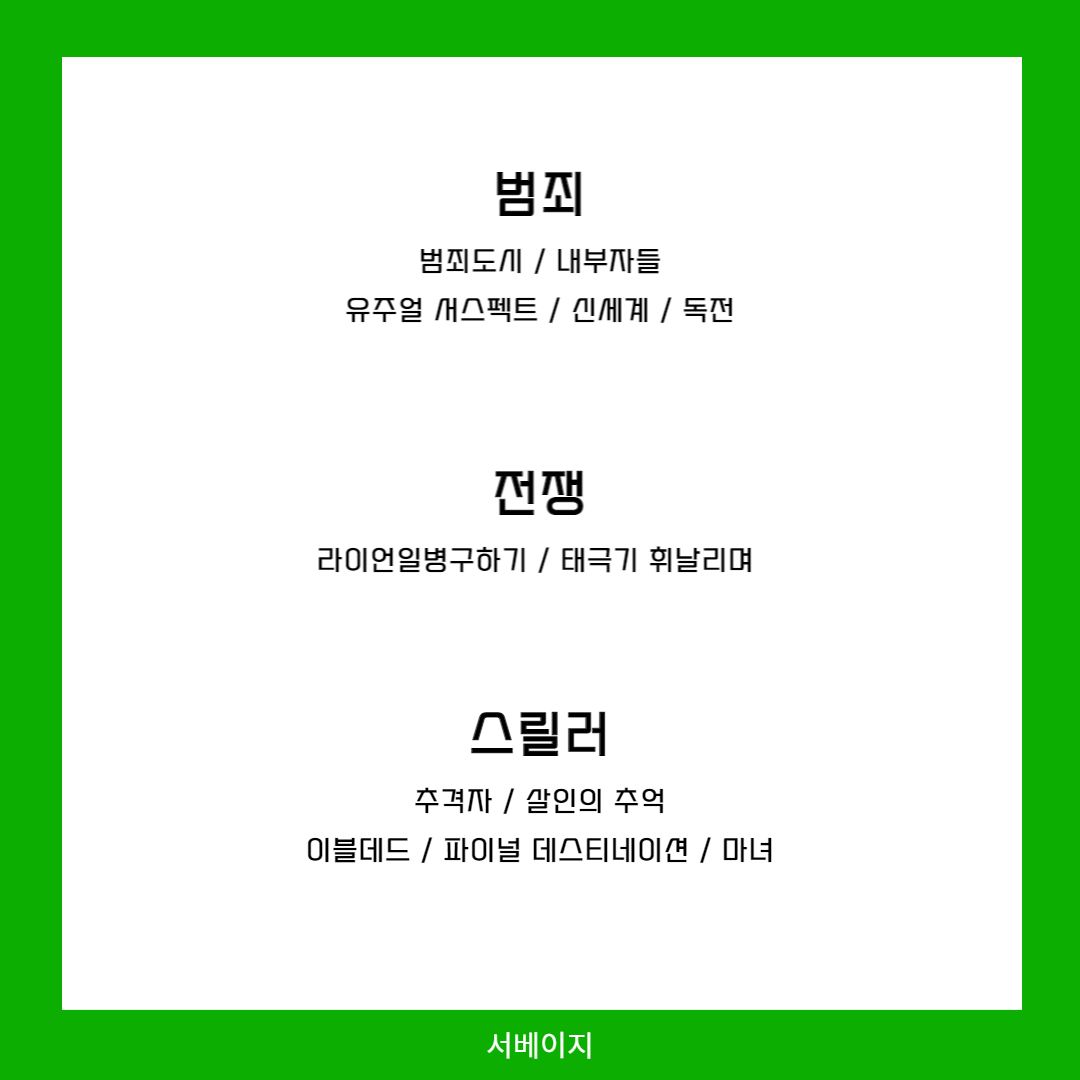 범죄
범죄도시 / 내부자들
유주얼 서스펙트 / 신세계 / 독전
전쟁
라이언일병구하기 / 태극기 휘날리며
스릴러
추격자 / 살인의 추억
이블데드 / 파이널 데스티네이션 / 마녀
서베이지